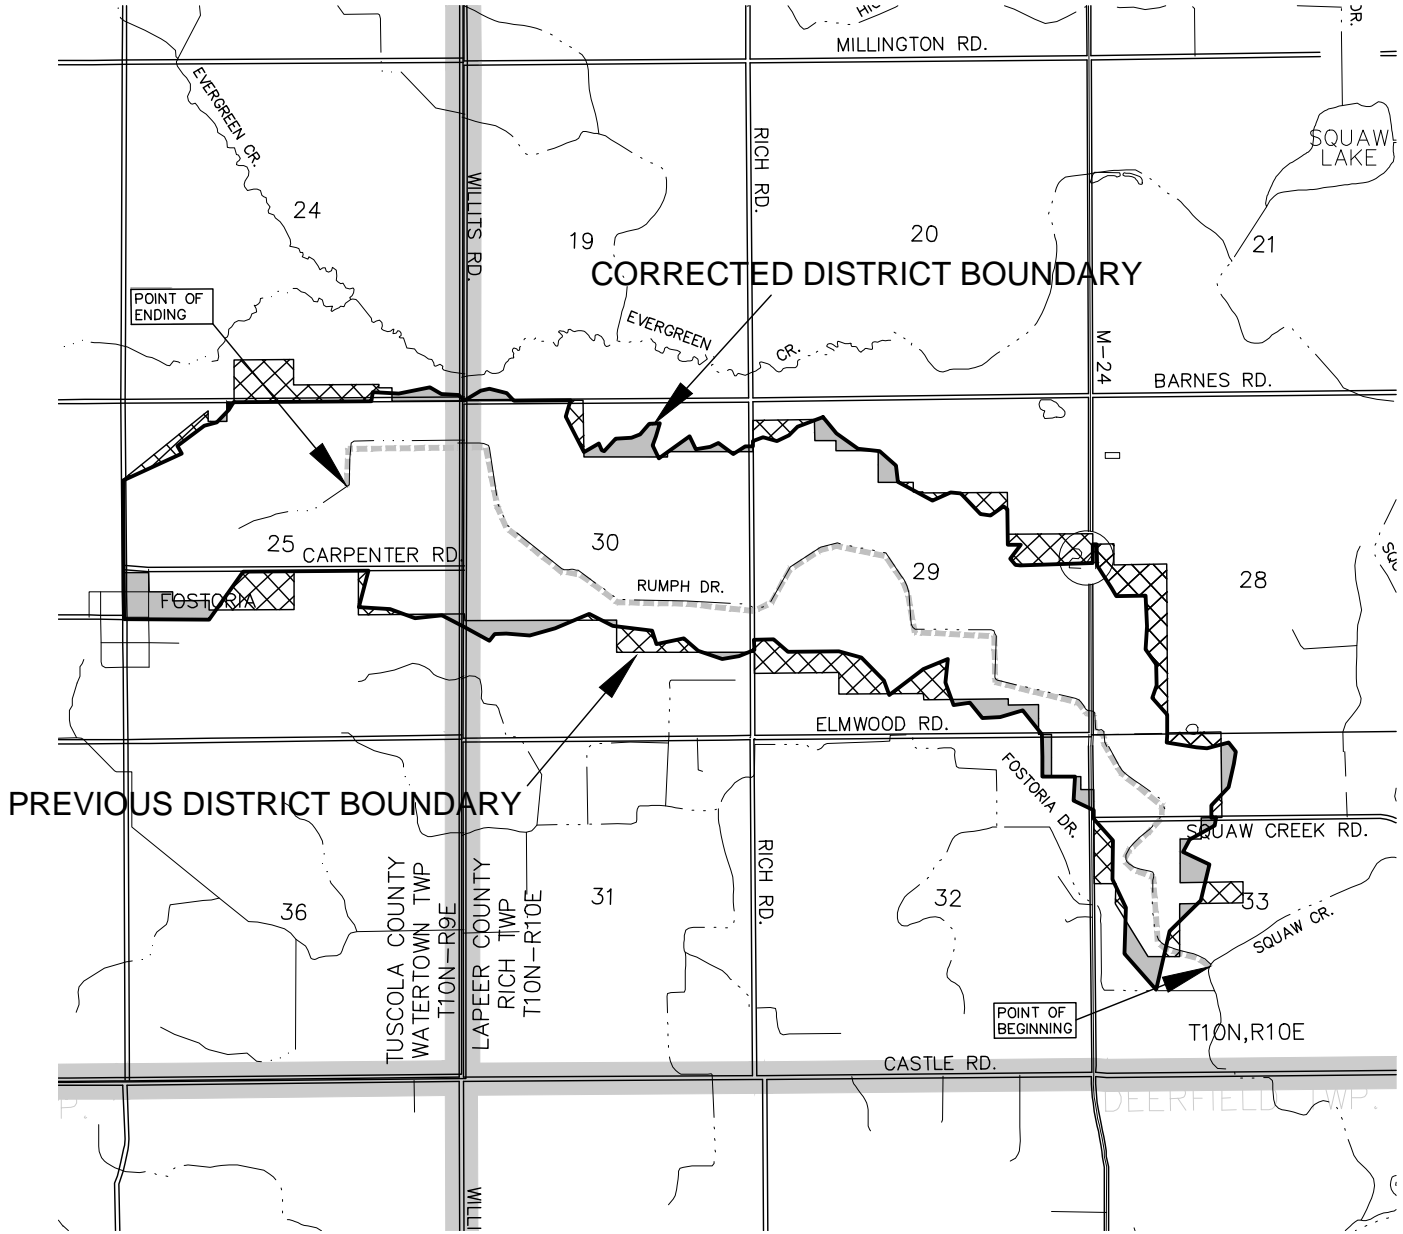 MILLINGTON RD.
DR.
EVERGREEN CR.
SQUAW
LAKE
RICH RD.
WILLITS RD.
24
19
20
21
CORRECTED DISTRICT BOUNDARY
POINT OF
ENDING
EVERGREEN
CR.
M-24
BARNES RD.
25
CARPENTER RD.
30
29
28
RUMPH DR.
FOSTORIA
ELMWOOD RD.
FOSTORIA DR.
PREVIOUS DISTRICT BOUNDARY
SQUAW CREEK RD.
RICH RD.
36
31
32
33
SQUAW CR.
TUSCOLA COUNTY
WATERTOWN TWP
T10N-R9E
LAPEER COUNTY
RICH TWP
T10N-R10E
POINT OF
BEGINNING
T10N,R10E
CASTLE RD.
P.
DEERFIELD TWP.